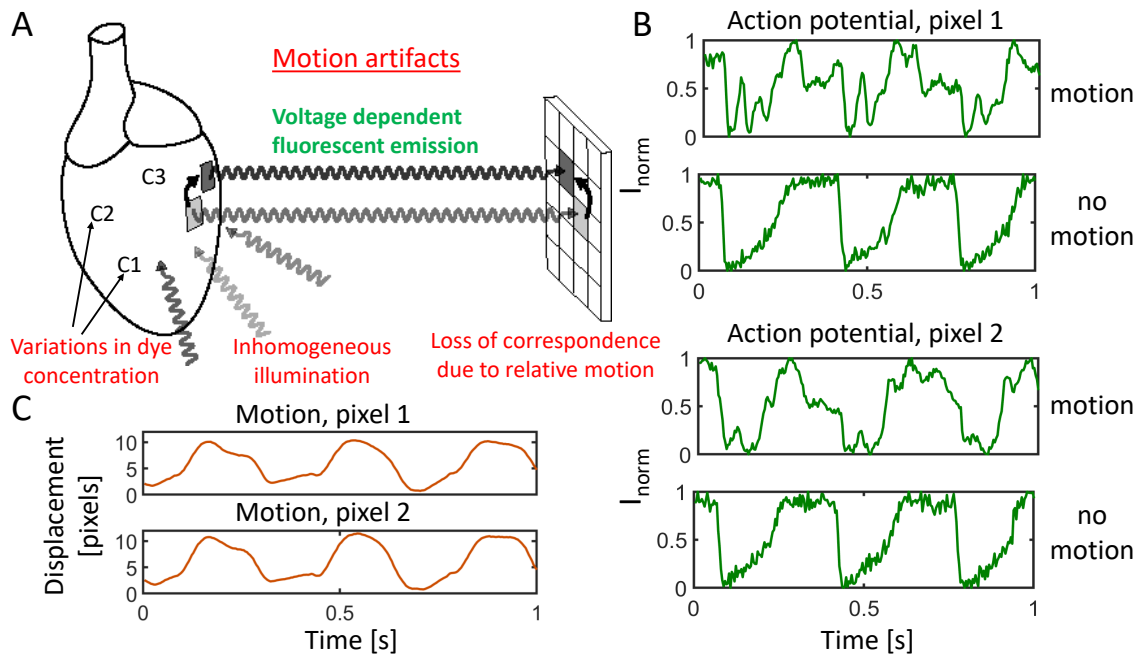 A
Motion artifacts
Voltage dependent
fluorescent emission
C3
C2
C1
Variations in dye
concentration
Inhomogeneous
illumination
Loss of correspondence
due to relative motion
B
Action potential, pixel 1
1
0.5
0
motion
1
0.5
0
no
motion
0
0.5
1
I norm
Action potential, pixel 2
1
0.5
0
motion
1
0.5
0
no
motion
0
0.5
1
I norm
Time [s]
C
Motion, pixel 1
10
5
0
Motion, pixel 2
10
5
0
0
0.5
1
Displacement
[pixels]
Time [s]